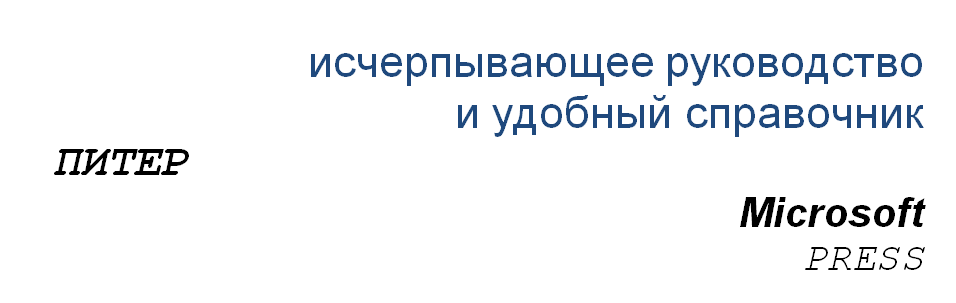 исчерпывающее руководство
и удобный справочник
ПИТЕР
Microsoft
PRESS